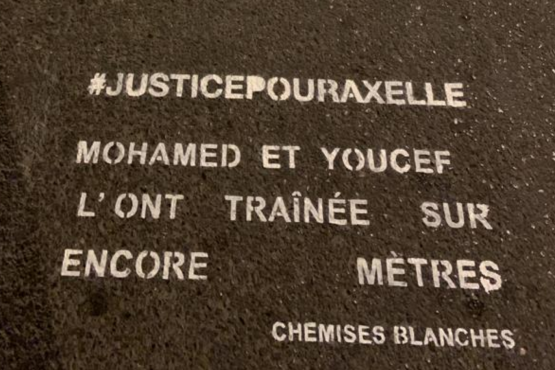 #JUSTICEPOURAXELLE
MOHAMED ET YOUCEF
L'ONT TRAÎNÉE SUR
ENCORE MÈTRES
CHEMISES BLANCHES